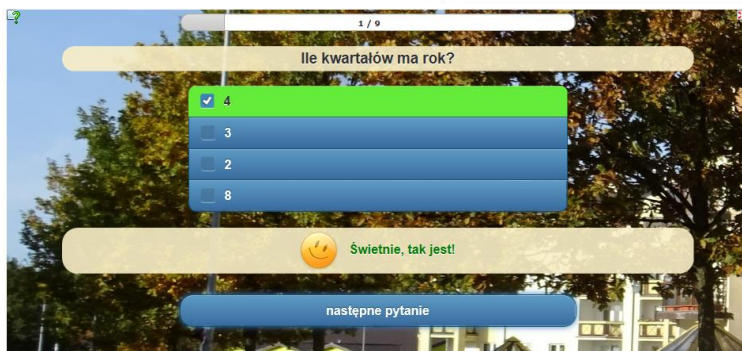 1 / 9
Ile kwartałów ma rok?
4
3
2
8
Świetnie, tak jest!
następne pytanie